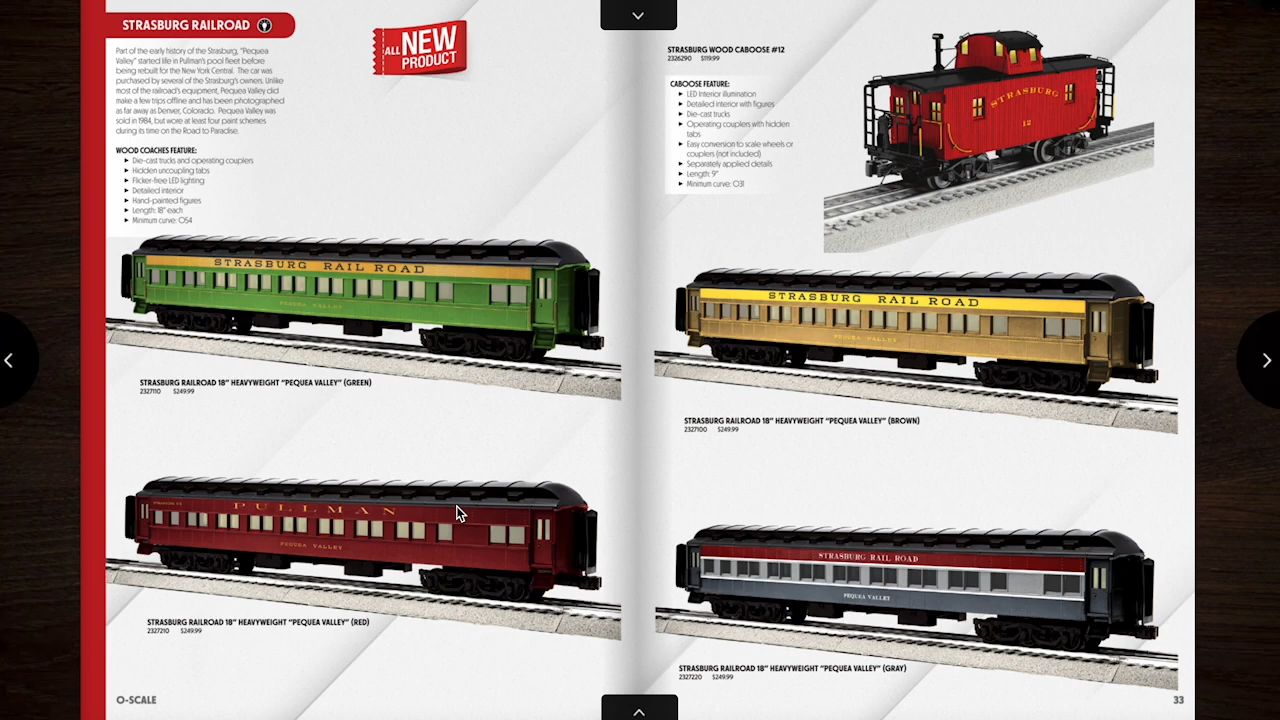 STRASBURG RAILROAD
Part of the early history of the Strasburg, "Pequea
Valley" started life in Pullman's pool fleet before
being rebuilt for the New York Central. The car was
purchased by several of the Strasburg's owners. Unlike
most of the railroad's equipment, Pequea Valley did
make a few trips offline and has been photographed
as far away as Denver, Colorado. Pequea Valley was
sold in 1984, but wore at least four paint schemes
during its time on the Road to Paradise.
WOOD COACHES FEATURE:
► Die-cast trucks and operating couplers
► Hidden uncoupling tabs
► Flicker-free LED lighting
► Detailed interior
► Hand-painted figures
► Length: 18" each
► Minimum curve: O54
ALL NEW
PRODUCT
STRASBURG RAIL ROAD
PEQUEA VALLEY
STRASBURG RAILROAD 18" HEAVYWEIGHT "PEQUEA VALLEY" (GREEN)
2327110 $249.99
PULLMAN
PEQUEA VALLEY
STRASBURG RAILROAD 18" HEAVYWEIGHT "PEQUEA VALLEY" (RED)
2327210 $249.99
O-SCALE
STRASBURG WOOD CABOOSE #12
2326290 $119.99
CABOOSE FEATURE:
► LED Interior illumination
► Detailed interior with figures
► Die-cast trucks
► Operating couplers with hidden
tabs
► Easy conversion to scale wheels or
couplers (not included)
► Separately applied details
► Length: 9"
► Minimum curve: O31
STRASBURG
12
STRASBURG RAIL ROAD
PEQUEA VALLEY
STRASBURG RAILROAD 18" HEAVYWEIGHT "PEQUEA VALLEY" (BROWN)
2327100 $249.99
STRASBURG RAIL ROAD
PEQUEA VALLEY
STRASBURG RAILROAD 18" HEAVYWEIGHT "PEQUEA VALLEY" (GRAY)
2327220 $249.99
33